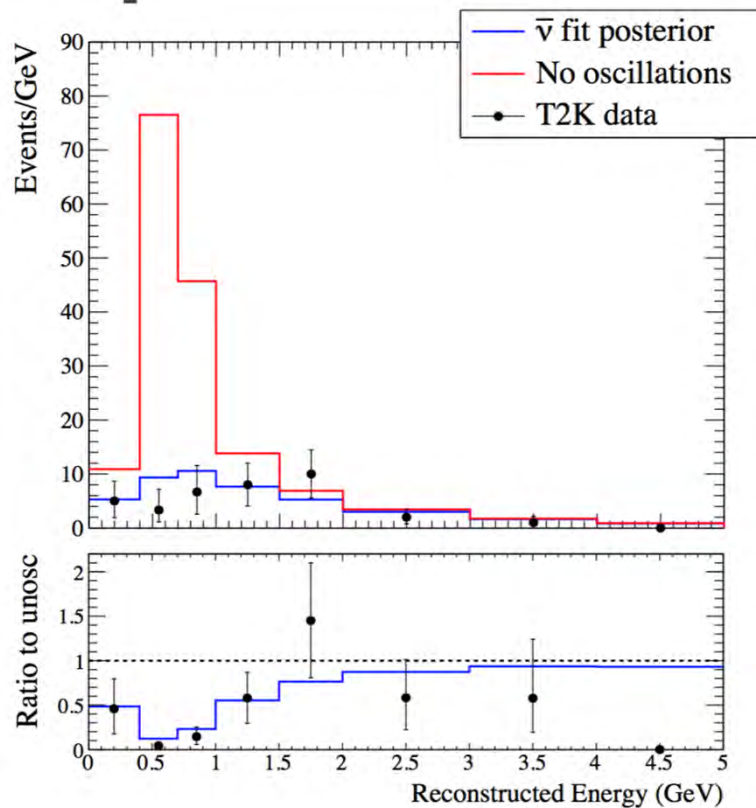 ν̄ fit posterior
No oscillations
T2K data
Events/GeV
90
80
70
60
50
40
30
20
10
0
Ratio to unosc
2
1.5
1
0.5
0
0 0.5 1 1.5 2 2.5 3 3.5 4 4.5 5
Reconstructed Energy (GeV)